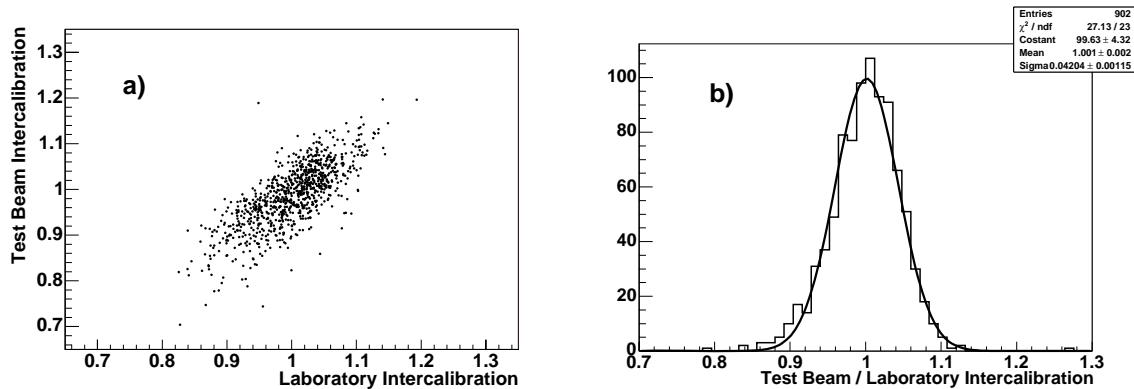 Test Beam Intercalibration
1.3
1.2
1.1
1
0.9
0.8
0.7
a)
0.7 0.8 0.9 1 1.1 1.2 1.3
Laboratory Intercalibration
Entries 902
χ² / ndf 27.13 / 23
Costant 99.63 ± 4.32
Mean 1.001 ± 0.002
Sigma 0.04204 ± 0.00115
100
80
60
40
20
0
b)
0.7 0.8 0.9 1 1.1 1.2 1.3
Test Beam / Laboratory Intercalibration